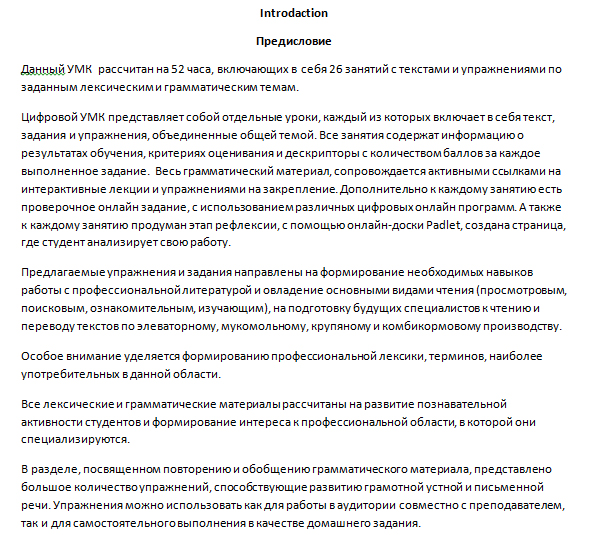 Introdaction
Предисловие
Данный УМК рассчитан на 52 часа, включающих в себя 26 занятий с текстами и упражнениями по
заданным лексическим и грамматическим темам.
Цифровой УМК представляет собой отдельные уроки, каждый из которых включает в себя текст,
задания и упражнения, объединенные общей темой. Все занятия содержат информацию о
результатах обучения, критериях оценивания и дескрипторы с количеством баллов за каждое
выполненное задание. Весь грамматический материал, сопровождается активными ссылками на
интерактивные лекции и упражнениями на закрепление. Дополнительно к каждому занятию есть
проверочное онлайн задание, с использованием различных цифровых онлайн программ. А также
к каждому занятию продуман этап рефлексии, с помощью онлайн-доски Padlet, создана страница,
где студент анализирует свою работу.
Предлагаемые упражнения и задания направлены на формирование необходимых навыков
работы с профессиональной литературой и овладение основными видами чтения (просмотровым,
поисковым, ознакомительным, изучающим), на подготовку будущих специалистов к чтению и
переводу текстов по элеваторному, мукомольному, крупяному и комбикормовому производству.
Особое внимание уделяется формированию профессиональной лексики, терминов, наиболее
употребительных в данной области.
Все лексические и грамматические материалы рассчитаны на развитие познавательной
активности студентов и формирование интереса к профессиональной области, в которой они
специализируются.
В разделе, посвященном повторению и обобщению грамматического материала, представлено
большое количество упражнений, способствующие развитию грамотной устной и письменной
речи. Упражнения можно использовать как для работы в аудитории совместно с преподавателем,
так и для самостоятельного выполнения в качестве домашнего задания.